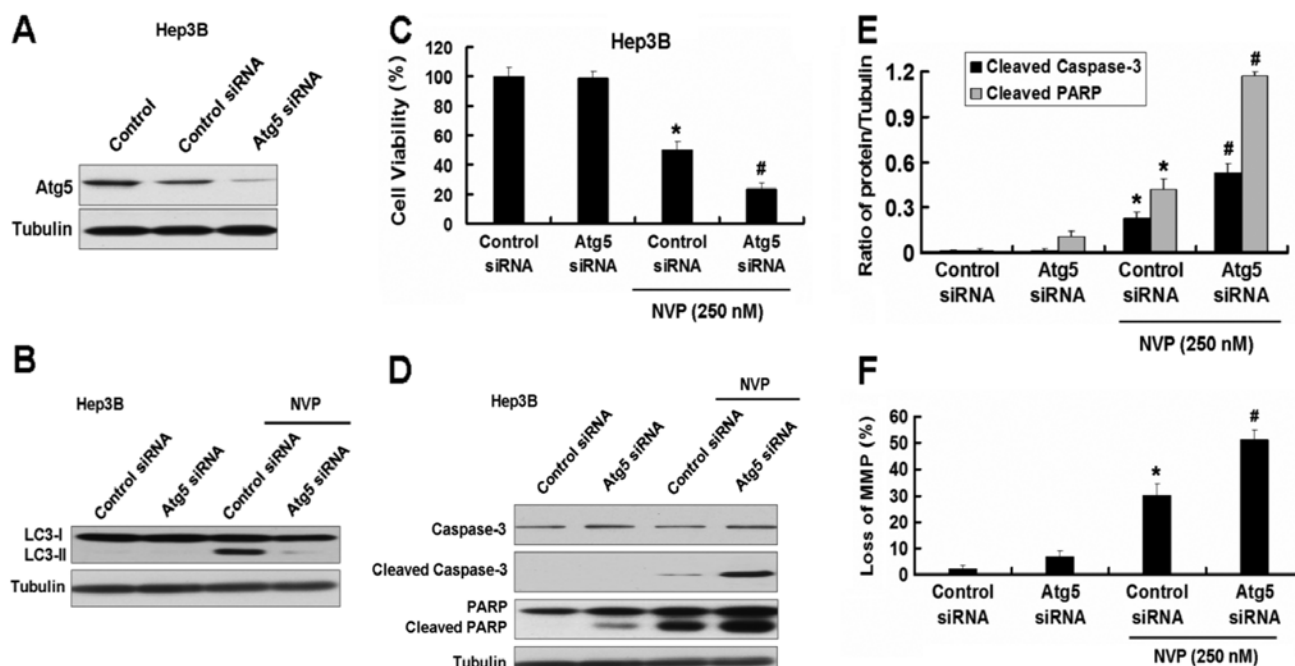 A
Hep3B
Control
Control siRNA
Atg5 siRNA
Atg5
Tubulin
B
Hep3B
NVP
Control siRNA
Atg5 siRNA
Control siRNA
Atg5 siRNA
LC3-I
LC3-II
Tubulin
C
Hep3B
Cell Viability (%)
120
100
80
60
40
20
0
*
#
Control
siRNA
Atg5
siRNA
Control
siRNA
Atg5
siRNA
NVP (250 nM)
D
Hep3B
NVP
Control siRNA
Atg5 siRNA
Control siRNA
Atg5 siRNA
Caspase-3
Cleaved Caspase-3
PARP
Cleaved PARP
Tubulin
E
Ratio of protein/Tubulin
1.2
0.9
0.6
0.3
0
Cleaved Caspase-3
Cleaved PARP
*
*
#
#
Control
siRNA
Atg5
siRNA
Control
siRNA
Atg5
siRNA
NVP (250 nM)
F
Loss of MMP (%)
60
50
40
30
20
10
0
*
#
Control
siRNA
Atg5
siRNA
Control
siRNA
Atg5
siRNA
NVP (250 nM)